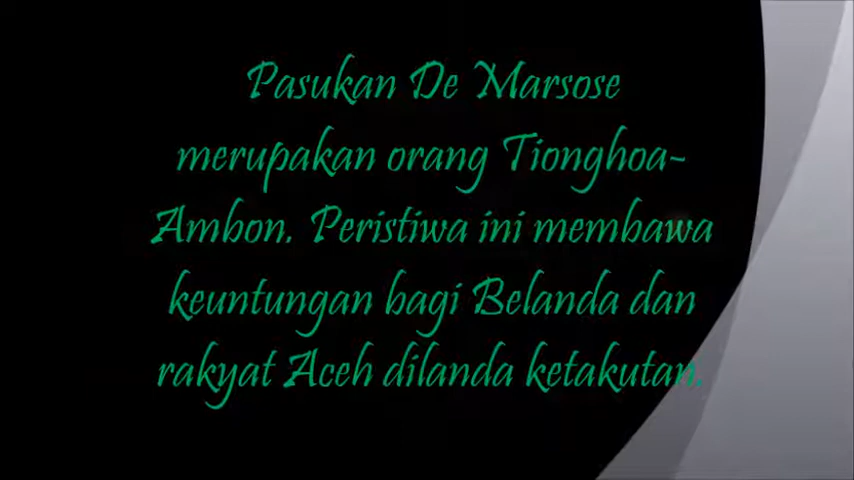 Pasukan De Marsose
merupakan orang Tionghoa-
Ambon. Peristiwa ini membawa
keuntungan bagi Belanda dan
rakyat Aceh dilanda ketakutan.